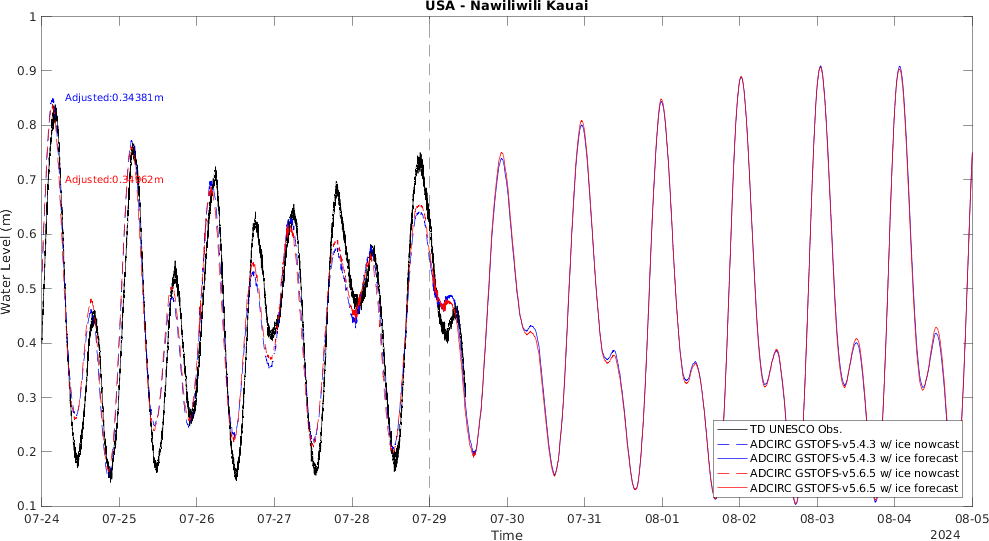 USA - Nawiliwili Kauai
1
0.9
0.8
0.7
0.6
0.5
0.4
0.3
0.2
0.1
Water Level (m)
Adjusted:0.34381m
Adjusted:0.34962m
TD UNESCO Obs.
ADCIRC GSTOFS-v5.4.3 w/ ice nowcast
ADCIRC GSTOFS-v5.4.3 w/ ice forecast
ADCIRC GSTOFS-v5.6.5 w/ ice nowcast
ADCIRC GSTOFS-v5.6.5 w/ ice forecast
07-24 07-25 07-26 07-27 07-28 07-29 07-30 07-31 08-01 08-02 08-03 08-04 08-05
Time
2024